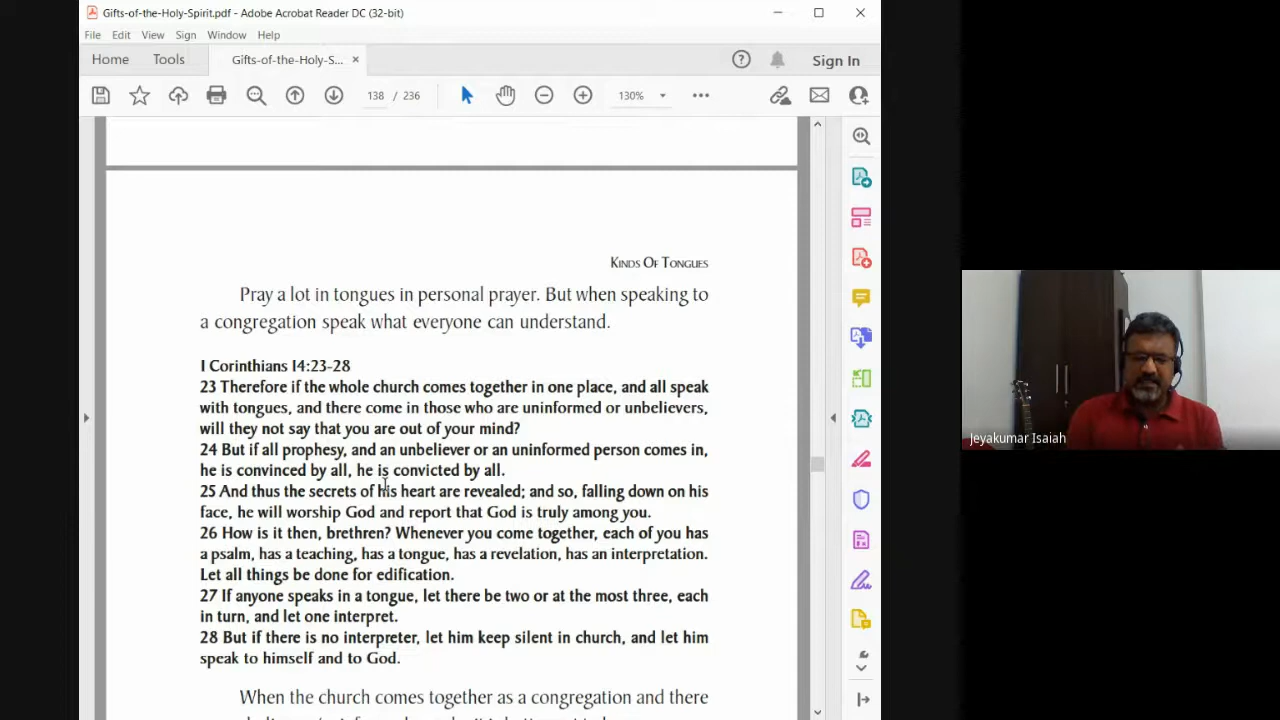 Gifts-of-the-Holy-Spirit.pdf - Adobe Acrobat Reader DC (32-bit)
File Edit View Sign Window Help
Home Tools Gifts-of-the-Holy-S... Sign In
138 / 236 130%
KINDS OF TONGUES
Pray a lot in tongues in personal prayer. But when speaking to
a congregation speak what everyone can understand.
I Corinthians 14:23-28
23 Therefore if the whole church comes together in one place, and all speak
with tongues, and there come in those who are uninformed or unbelievers,
will they not say that you are out of your mind?
24 But if all prophesy, and an unbeliever or an uninformed person comes in,
he is convinced by all, he is convicted by all.
25 And thus the secrets of his heart are revealed; and so, falling down on his
face, he will worship God and report that God is truly among you.
26 How is it then, brethren? Whenever you come together, each of you has
a psalm, has a teaching, has a tongue, has a revelation, has an interpretation.
Let all things be done for edification.
27 If anyone speaks in a tongue, let there be two or at the most three, each
in turn, and let one interpret.
28 But if there is no interpreter, let him keep silent in church, and let him
speak to himself and to God.
When the church comes together as a congregation and there
Jeyakumar Isaiah